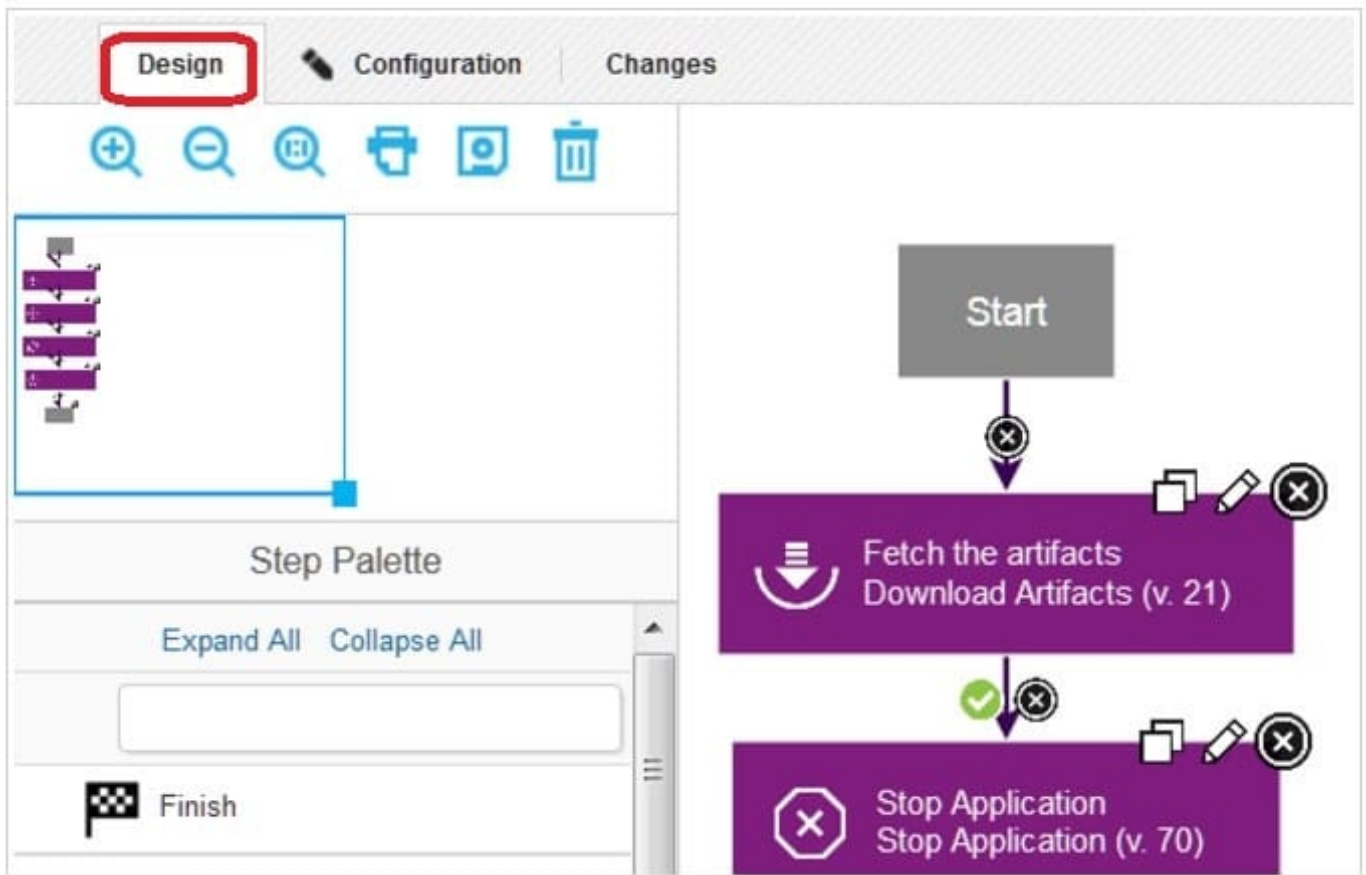 Design
Configuration
Changes
Start
Fetch the artifacts
Download Artifacts (v. 21)
Step Palette
Expand All Collapse All
Finish
Stop Application
Stop Application (v. 70)